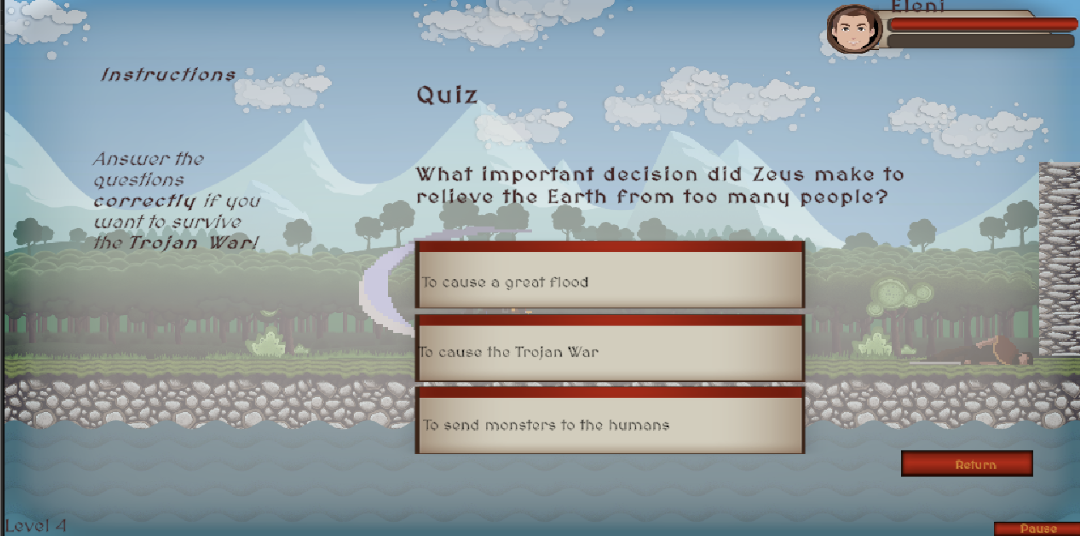 Eleni
Instructions
Quiz
Answer the
questions
correctly if you
want to survive
the Trojan War!
What important decision did Zeus make to
relieve the Earth from too many people?
To cause a great flood
To cause the Trojan War
To send monsters to the humans
Return
Level 4
Pause